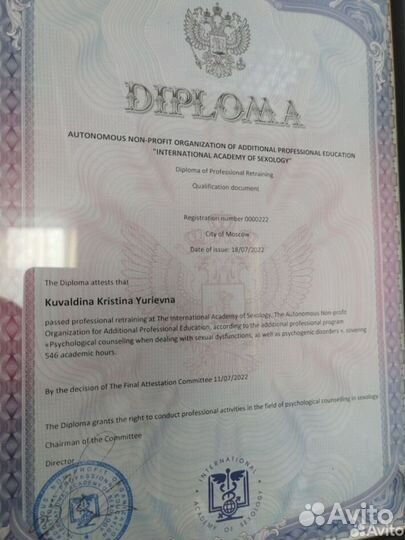 DIPLOMA
AUTONOMOUS NON-PROFIT ORGANIZATION OF ADDITIONAL PROFESSIONAL EDUCATION
"INTERNATIONAL ACADEMY OF SEXOLOGY"
Diploma of Professional Retraining
Qualification document
Registration number 0000222
City of Moscow
Date of issue: 18/07/2022
The Diploma attests that
Kuvaldina Kristina Yurievna
passed professional retraining at The International Academy of Sexology, The Autonomous Non-profit
Organization for Additional Professional Education, according to the additional professional program
«Psychological counseling when dealing with sexual dysfunctions, as well as psychogenic disorders », covering
546 academic hours.
By the decision of The Final Attestation Committee 11/07/2022
The Diploma grants the right to conduct professional activities in the field of psychological counselling in sexology
Chairman of the Committee
Director
INTERNATIONAL
ACADEMY OF SEXOLOGY
Avito